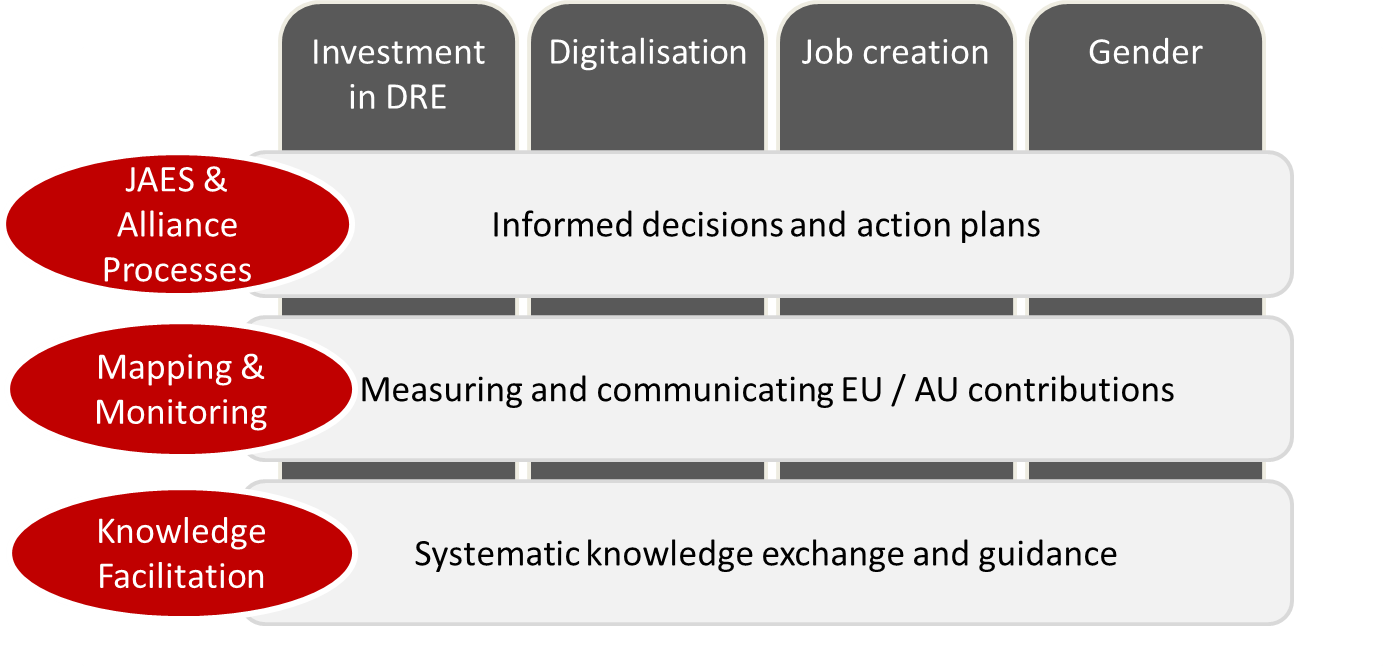 Investment
in DRE
Digitalisation
Job creation
Gender
JAES &
Alliance
Processes
Informed decisions and action plans
Mapping &
Monitoring
Measuring and communicating EU / AU contributions
Knowledge
Facilitation
Systematic knowledge exchange and guidance